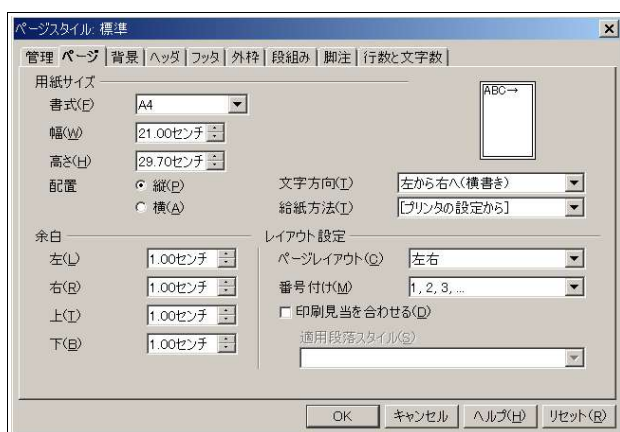 ページスタイル: 標準
管理 ページ 背景 ヘッダ フッタ 外枠 段組み 脚注 行数と文字数
用紙サイズ
書式(F) A4
幅(W) 21.00センチ
高さ(H) 29.70センチ
配置 縦(P)
横(A)
ABC→
文字方向(T) 左から右へ(横書き)
給紙方法(T) [プリンタの設定から]
余白
左(L) 1.00センチ
右(R) 1.00センチ
上(T) 1.00センチ
下(B) 1.00センチ
レイアウト設定
ページレイアウト(C) 左右
番号付け(M) 1, 2, 3, ...
印刷見当を合わせる(D)
適用段落スタイル(S)
OK キャンセル ヘルプ(H) リセット(R)